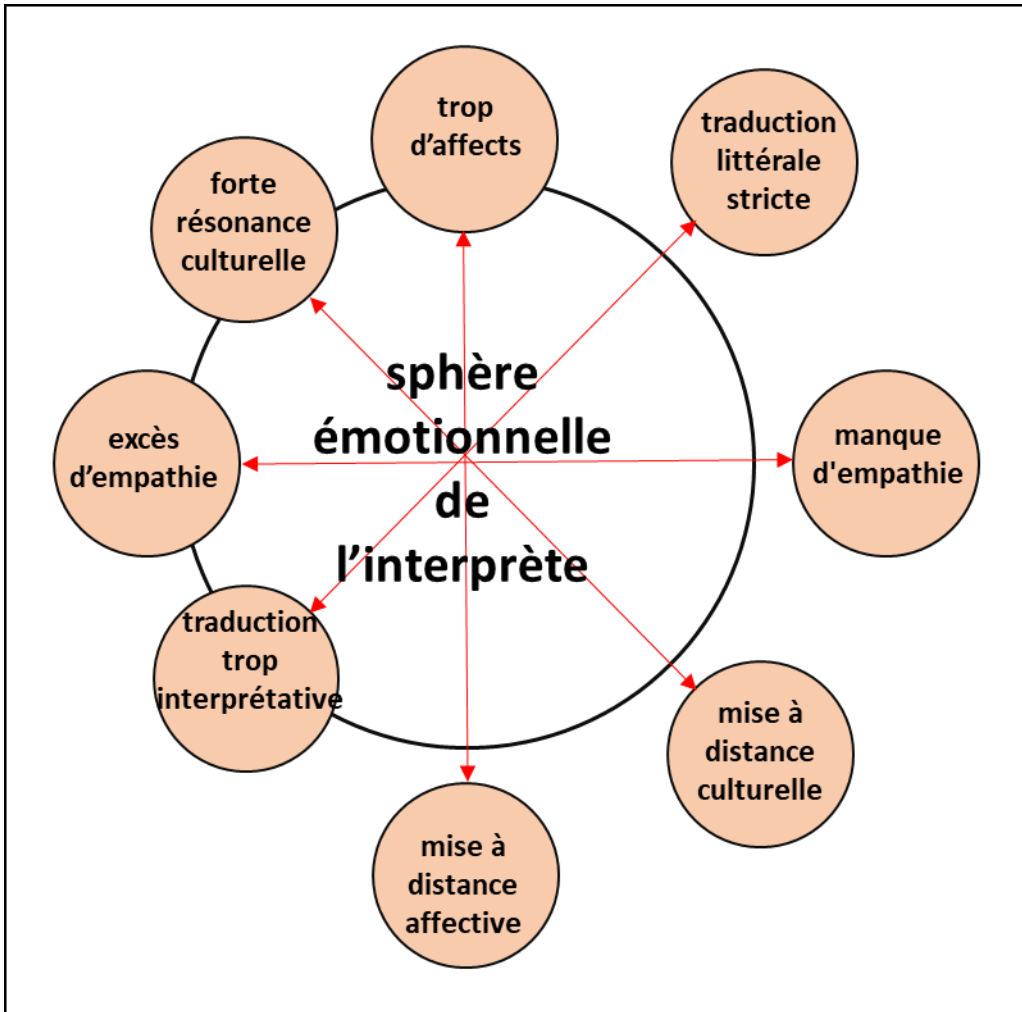 trop
d’affects
traduction
littérale
stricte
forte
résonance
culturelle
sphère
émotionnelle
de
l’interprète
excès
d’empathie
manque
d'empathie
traduction
trop
interprétative
mise à
distance
culturelle
mise à
distance
affective